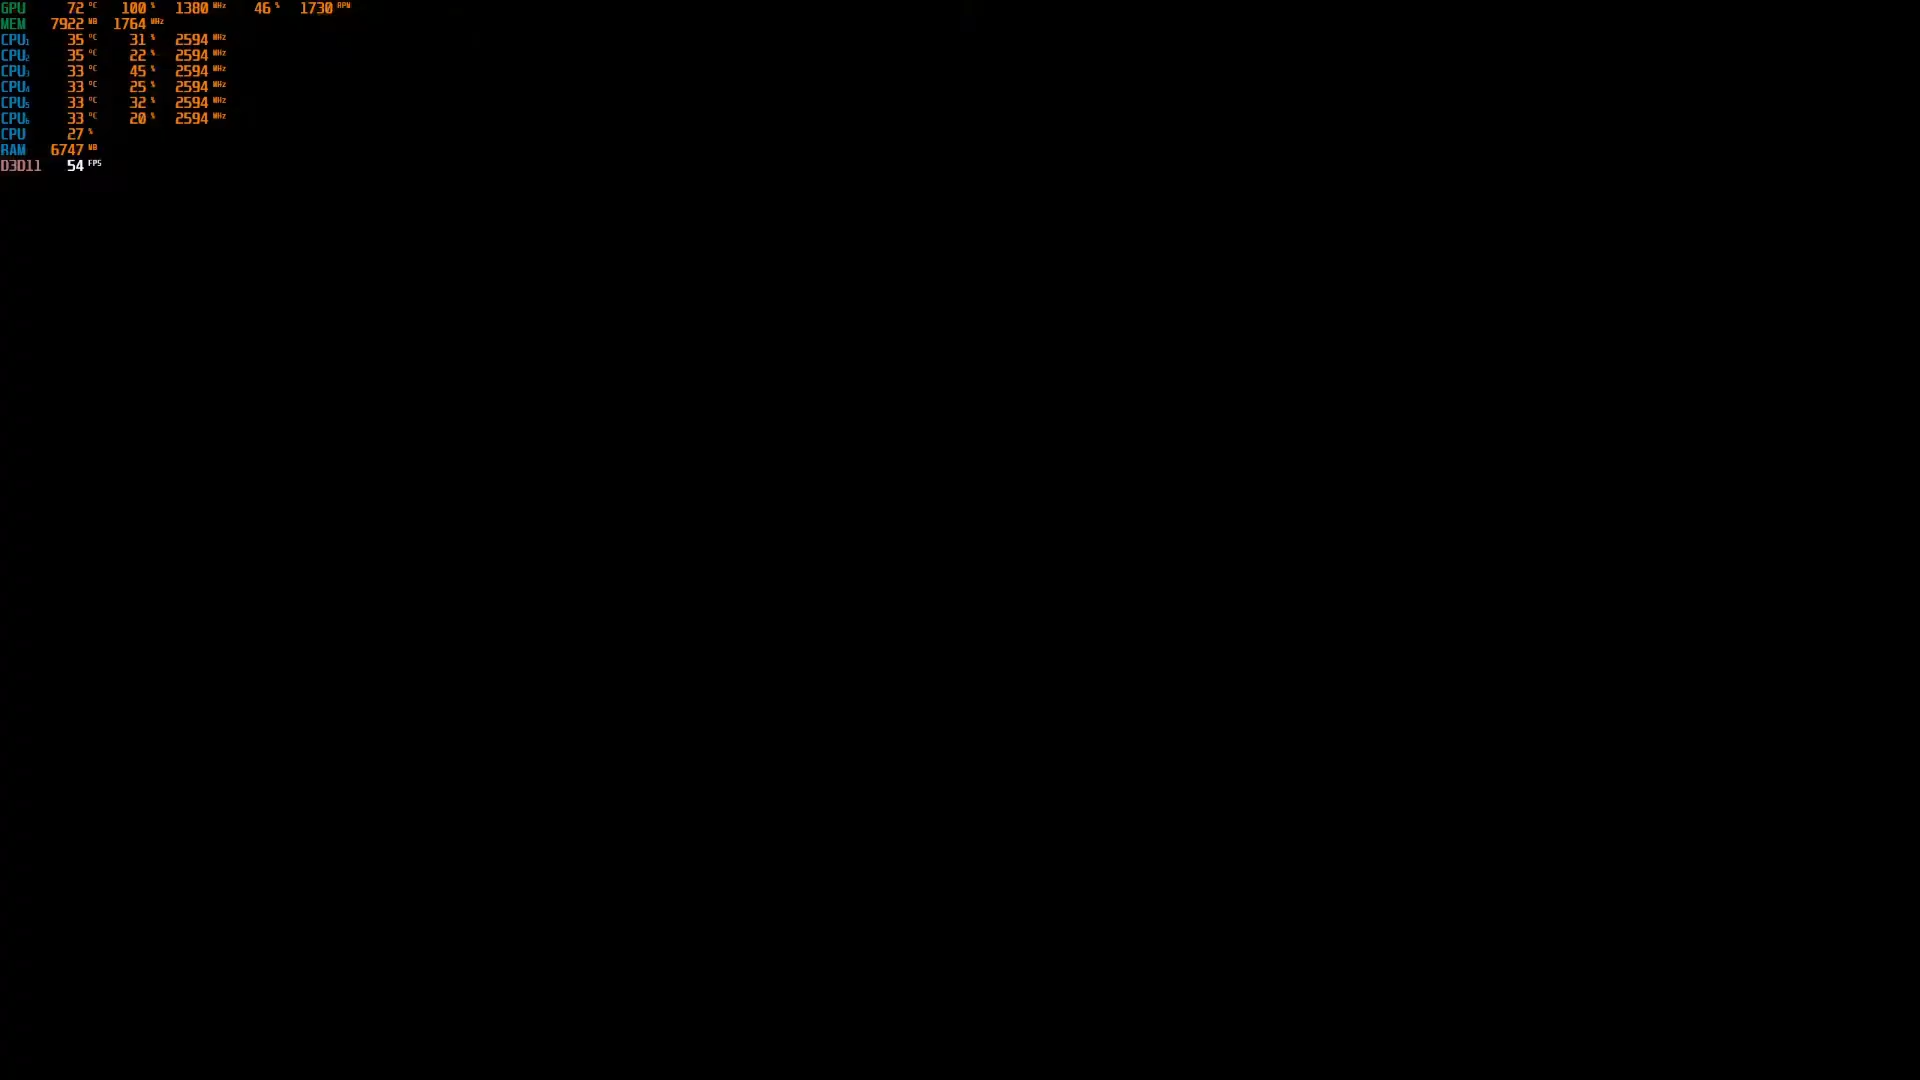 GPU 72 °C 100 % 1380 MHz 46 % 1730 RPM
MEM 7922 MB 1764 MHz
CPU1 35 °C 31 % 2594 MHz
CPU2 35 °C 22 % 2594 MHz
CPU3 33 °C 45 % 2594 MHz
CPU4 33 °C 25 % 2594 MHz
CPU5 33 °C 32 % 2594 MHz
CPU6 33 °C 20 % 2594 MHz
CPU 27 %
RAM 6747 MB
D3D11 54 FPS